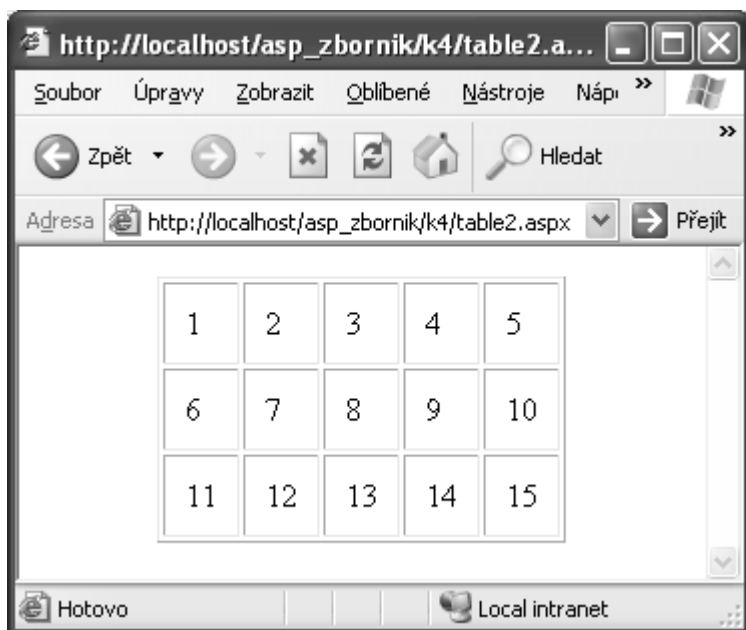 http://localhost/asp_zbornik/k4/table2.a...
Soubor Úpravy Zobrazit Oblíbené Nástroje »
Zpět Hledat »
Adresa http://localhost/asp_zbornik/k4/table2.aspx Přejít
1 2 3 4 5
6 7 8 9 10
11 12 13 14 15
Hotovo Local intranet